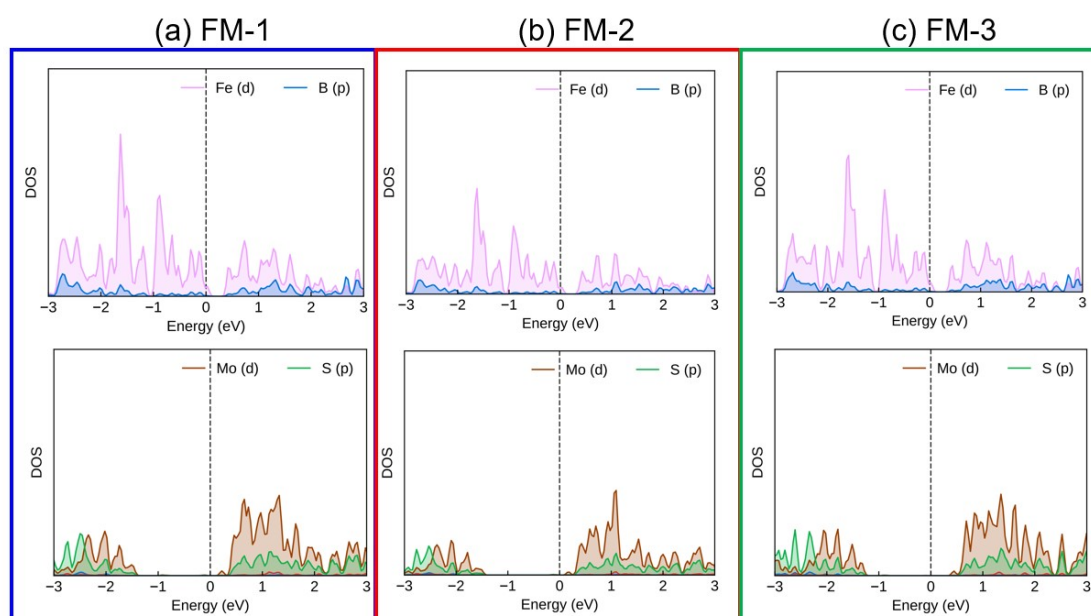 (a) FM-1
(b) FM-2
(c) FM-3
Fe (d) B (p)
DOS
−3 −2 −1 0 1 2 3
Energy (eV)
Fe (d) B (p)
DOS
−3 −2 −1 0 1 2 3
Energy (eV)
Fe (d) B (p)
DOS
−3 −2 −1 0 1 2 3
Energy (eV)
Mo (d) S (p)
DOS
−3 −2 −1 0 1 2 3
Energy (eV)
Mo (d) S (p)
DOS
−3 −2 −1 0 1 2 3
Energy (eV)
Mo (d) S (p)
DOS
−3 −2 −1 0 1 2 3
Energy (eV)